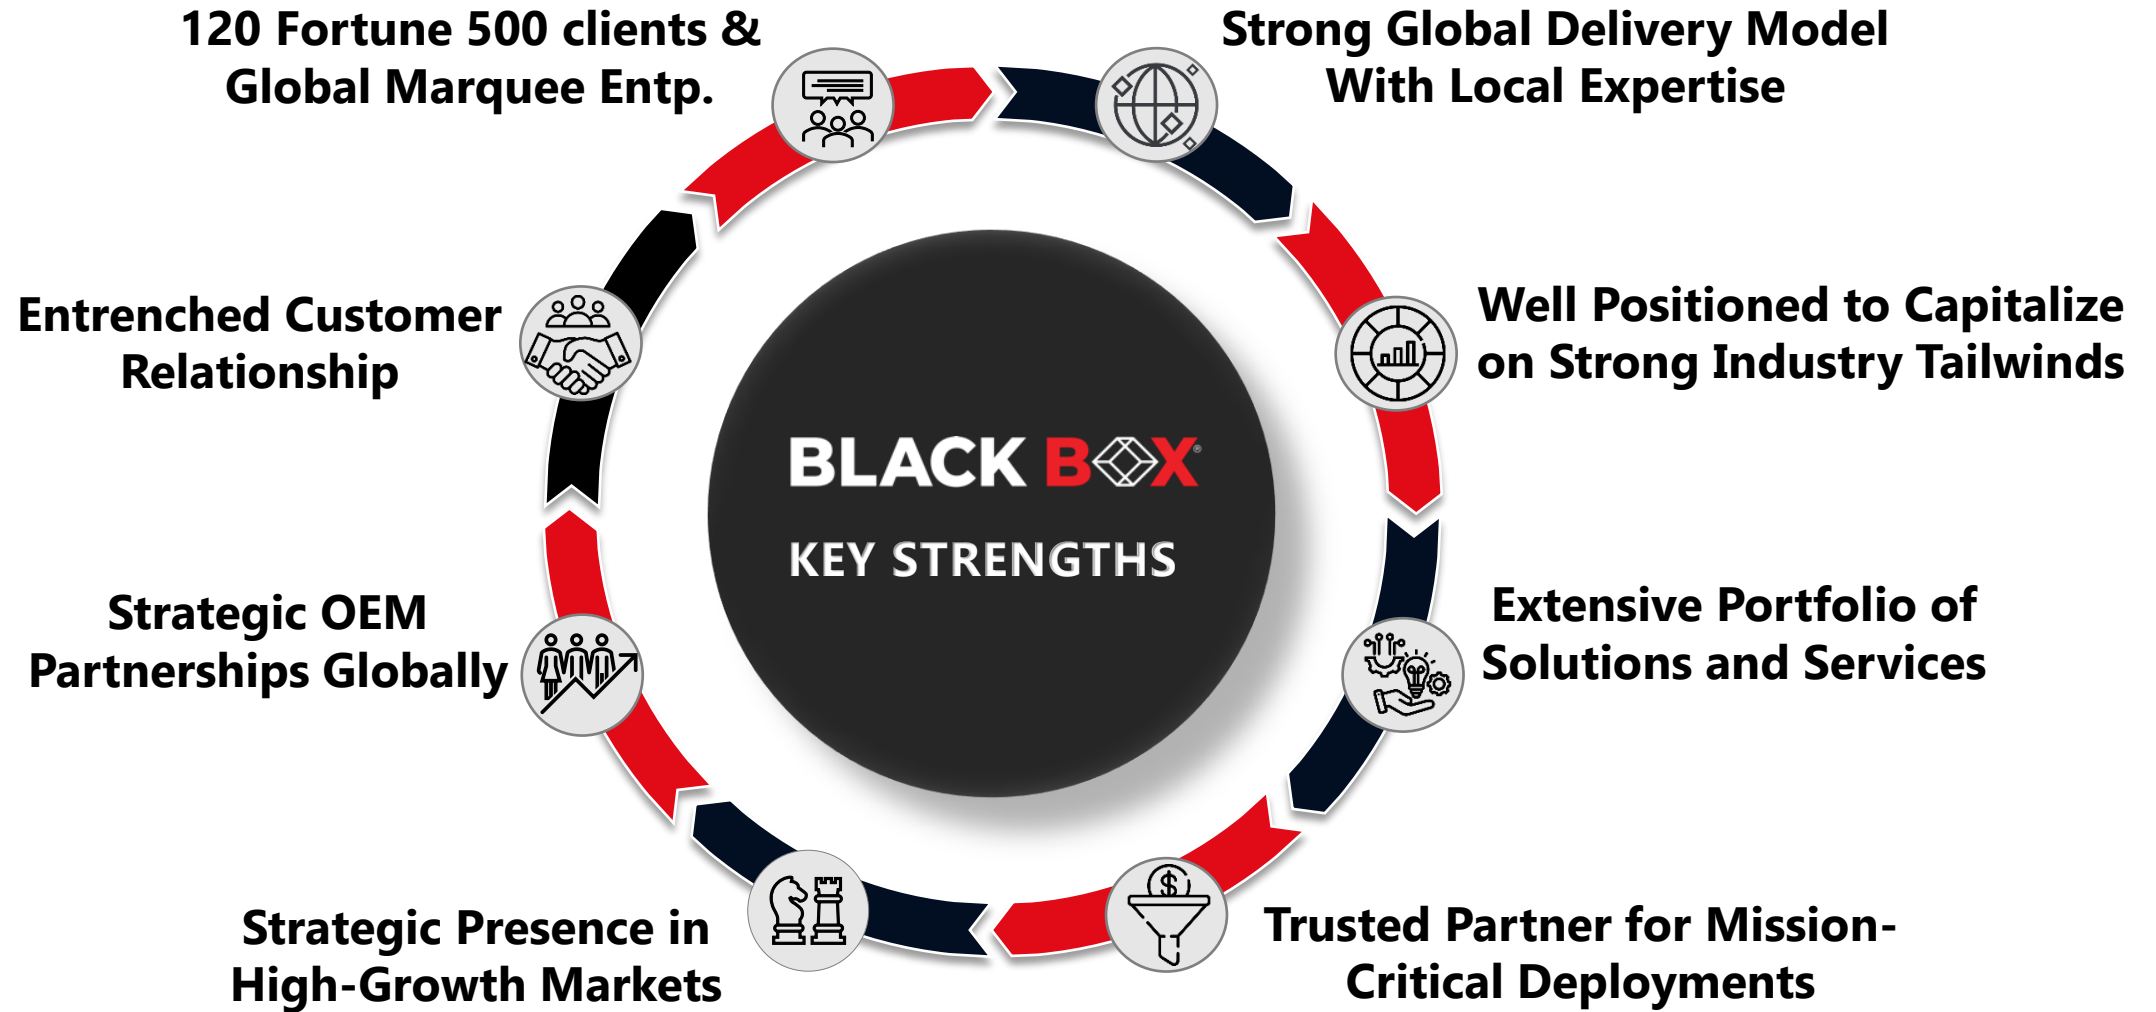 120 Fortune 500 clients &
Global Marquee Entp.
Strong Global Delivery Model
With Local Expertise
Entrenched Customer
Relationship
Well Positioned to Capitalize
on Strong Industry Tailwinds
BLACK BOX®
KEY STRENGTHS
Strategic OEM
Partnerships Globally
Extensive Portfolio of
Solutions and Services
Strategic Presence in
High-Growth Markets
$
Trusted Partner for Mission-
Critical Deployments